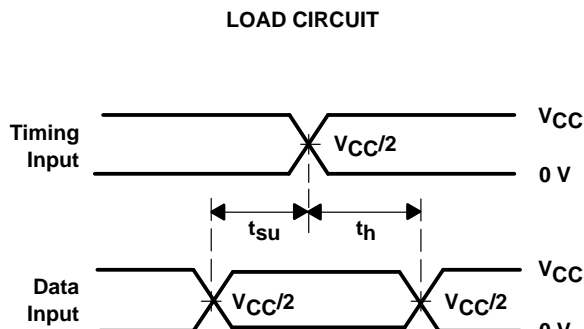 LOAD CIRCUIT
Timing
Input
VCC/2
VCC
0 V
tsu
th
Data
Input
VCC/2
VCC/2
VCC
0 V